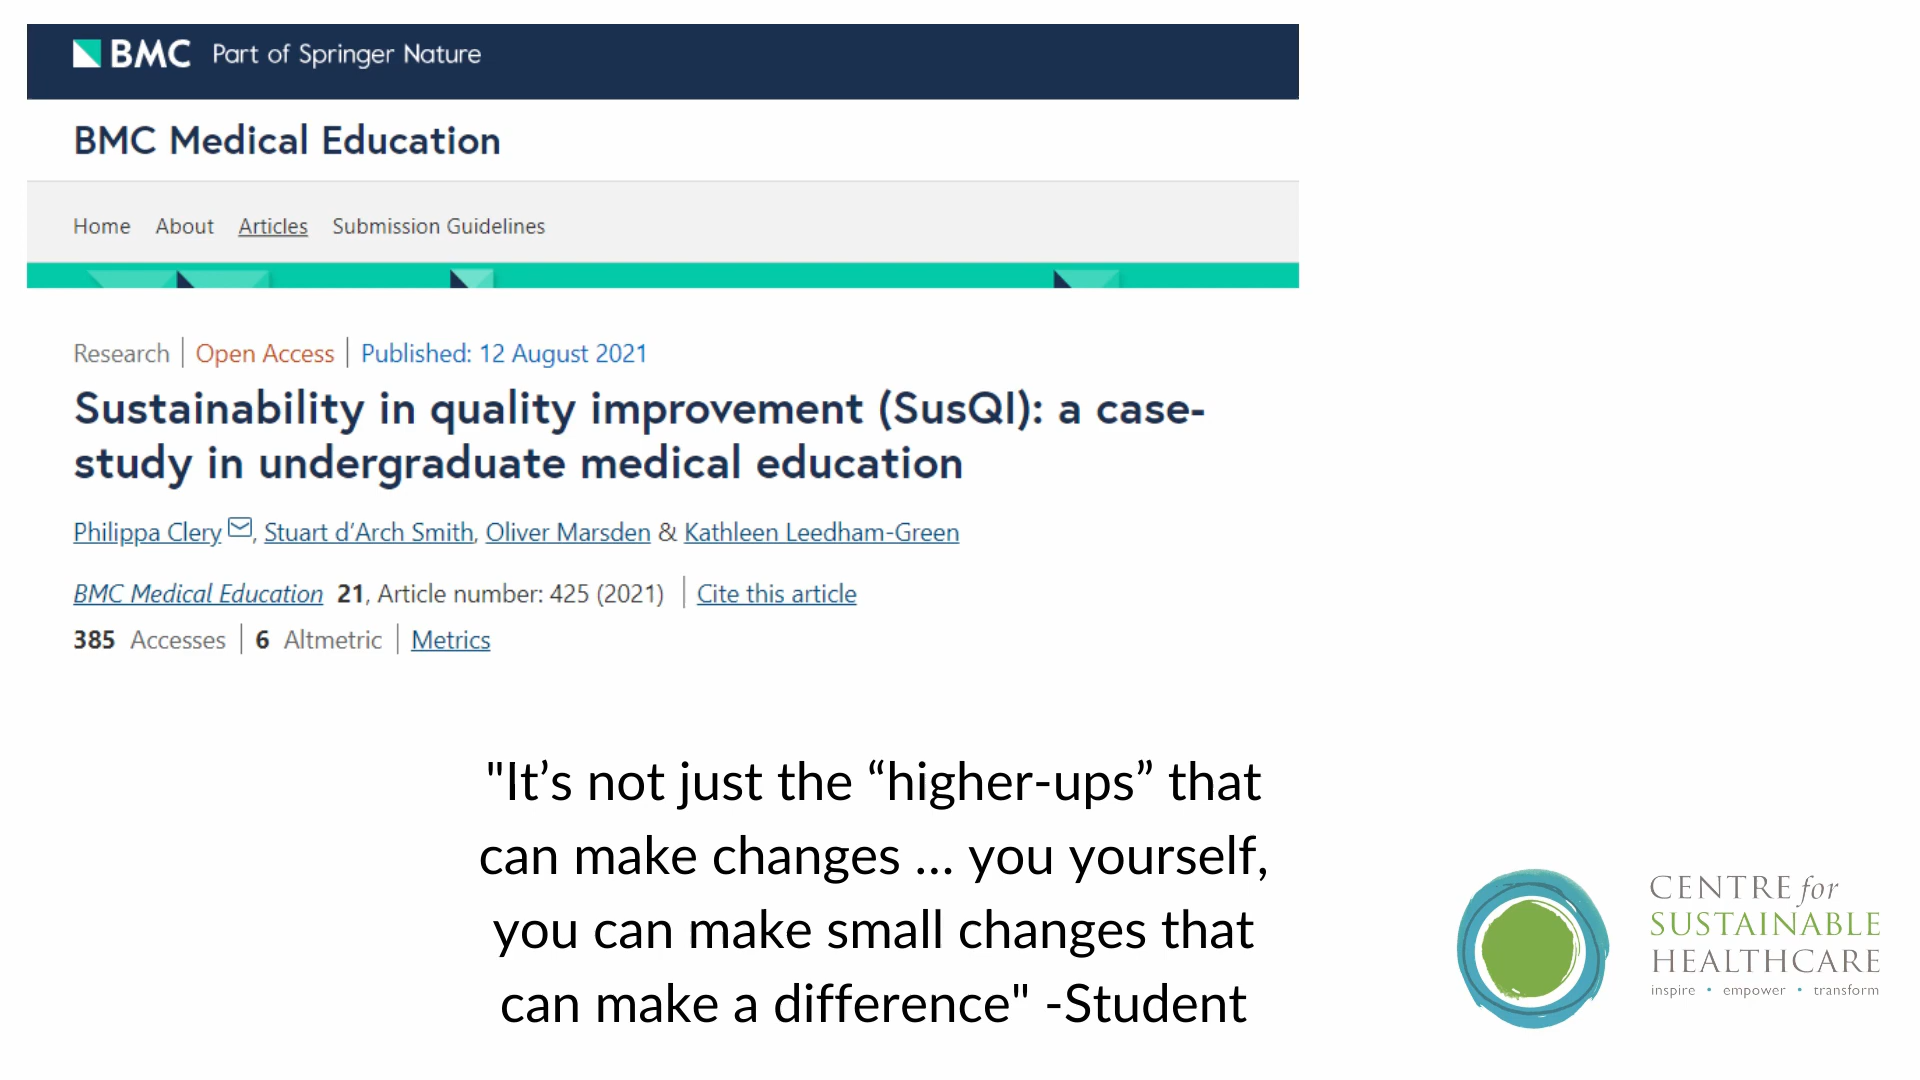 BMC Part of Springer Nature
BMC Medical Education
Home About Articles Submission Guidelines
Research | Open Access | Published: 12 August 2021
Sustainability in quality improvement (SusQI): a case-
study in undergraduate medical education
Philippa Clery, Stuart d’Arch Smith, Oliver Marsden & Kathleen Leedham-Green
BMC Medical Education 21, Article number: 425 (2021) | Cite this article
385 Accesses | 6 Altmetric | Metrics
"It’s not just the “higher-ups” that
can make changes ... you yourself,
you can make small changes that
can make a difference" -Student
CENTRE for
SUSTAINABLE
HEALTHCARE
inspire • empower • transform